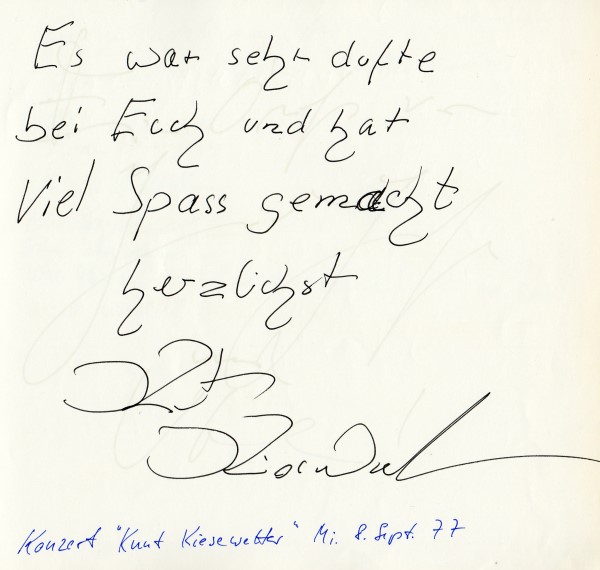 Es war sehr dufte
bei Euch und hat
Viel Spass gemacht
herzlichst
Konzert "Knut Kiesewetter" Mi. 8. Sept. 77